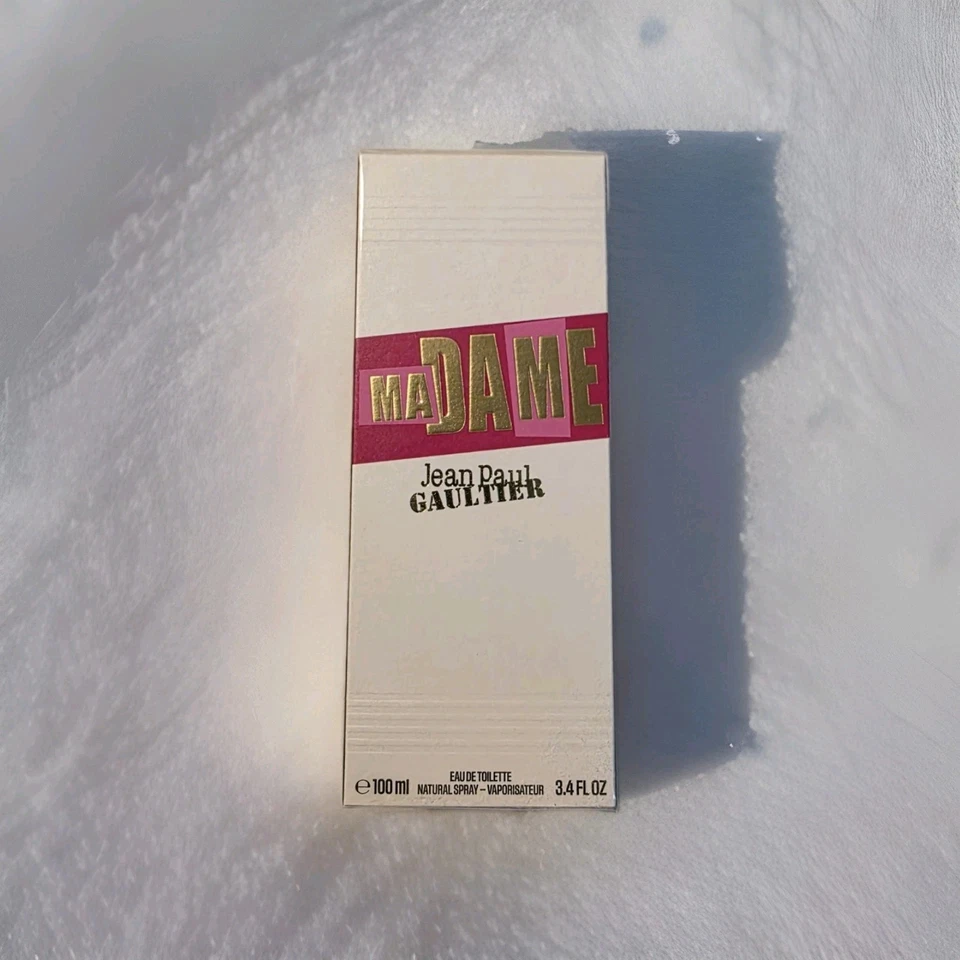 MADAME
Jean Paul
GAULTIER
EAU DE TOILETTE
℮ 100 ml NATURAL SPRAY – VAPORISATEUR 3.4 FL OZ